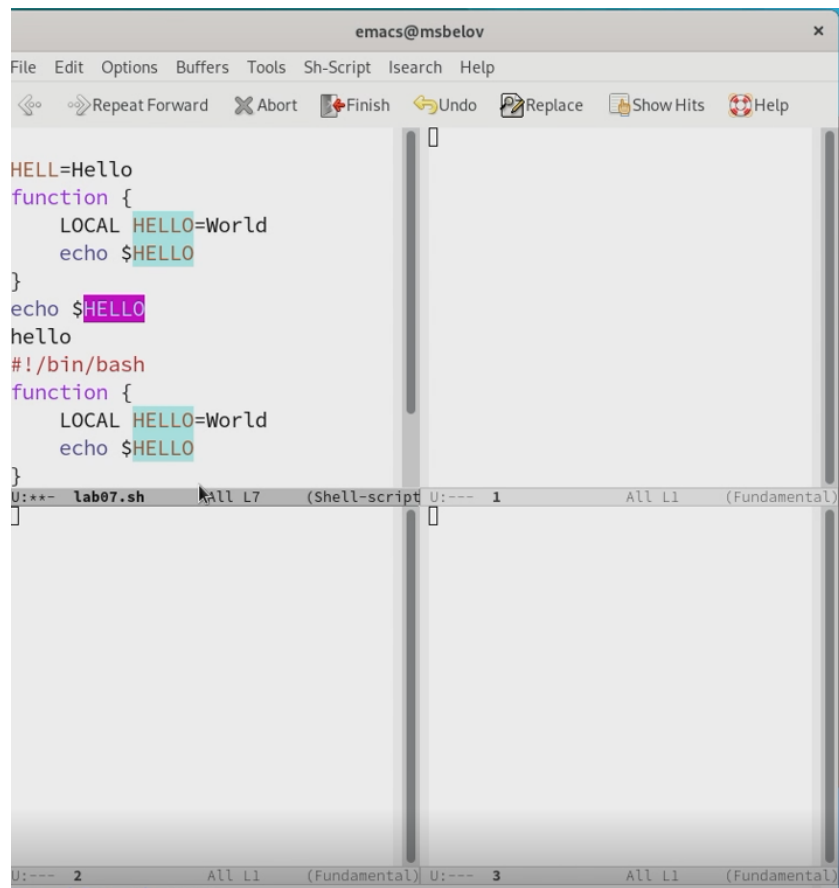 emacs@msbelov ×
File Edit Options Buffers Tools Sh-Script Isearch Help
Repeat Forward Abort Finish Undo Replace Show Hits Help
HELL=Hello
function {
    LOCAL HELLO=World
    echo $HELLO
}
echo $HELLO
hello
#!/bin/bash
function {
    LOCAL HELLO=World
    echo $HELLO
}
U:**- lab07.sh All L7 (Shell-script
U:--- 1 All L1 (Fundamental)
U:--- 2 All L1 (Fundamental)
U:--- 3 All L1 (Fundamental)